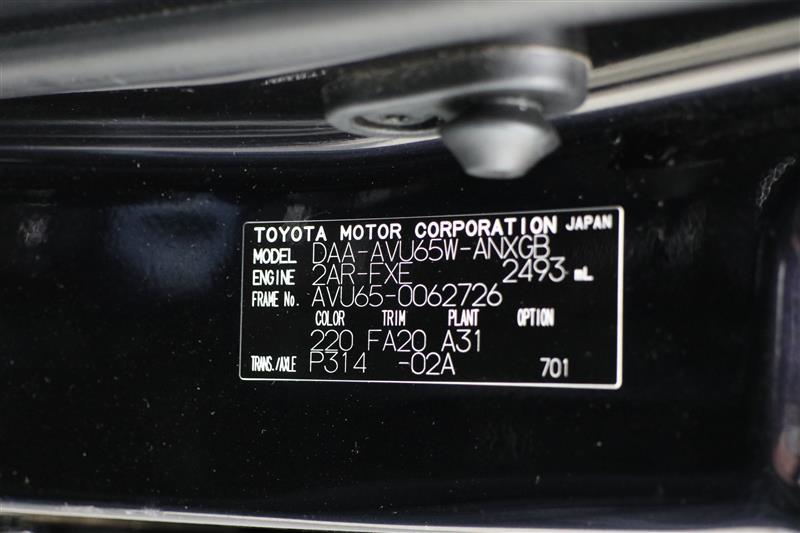 TOYOTA MOTOR CORPORATION JAPAN
MODEL DAA-AVU65W-ANXGB
ENGINE 2AR-FXE 2493 mL
FRAME No. AVU65-0062726
COLOR TRIM PLANT OPTION
220 FA20 A31
TRANS./AXLE P314 -02A 701